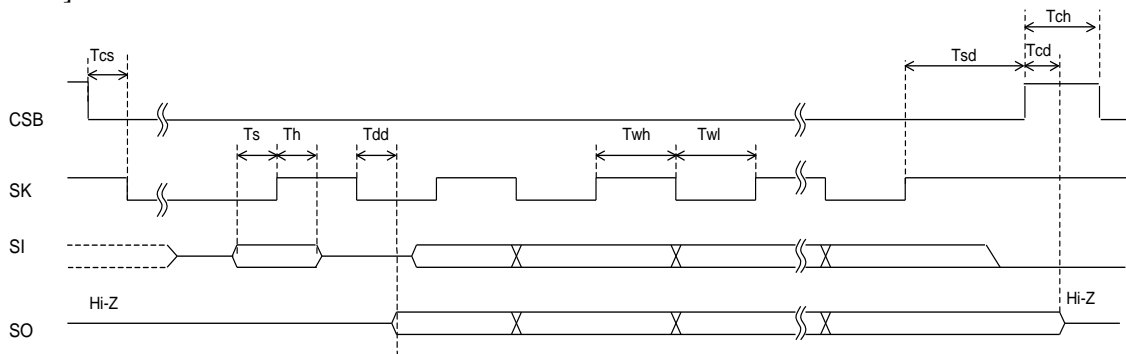 ]
Tch
Tcs
Tsd Tcd
CSB
Ts Th Tdd Twh Twl
SK
SI
Hi-Z Hi-Z
SO